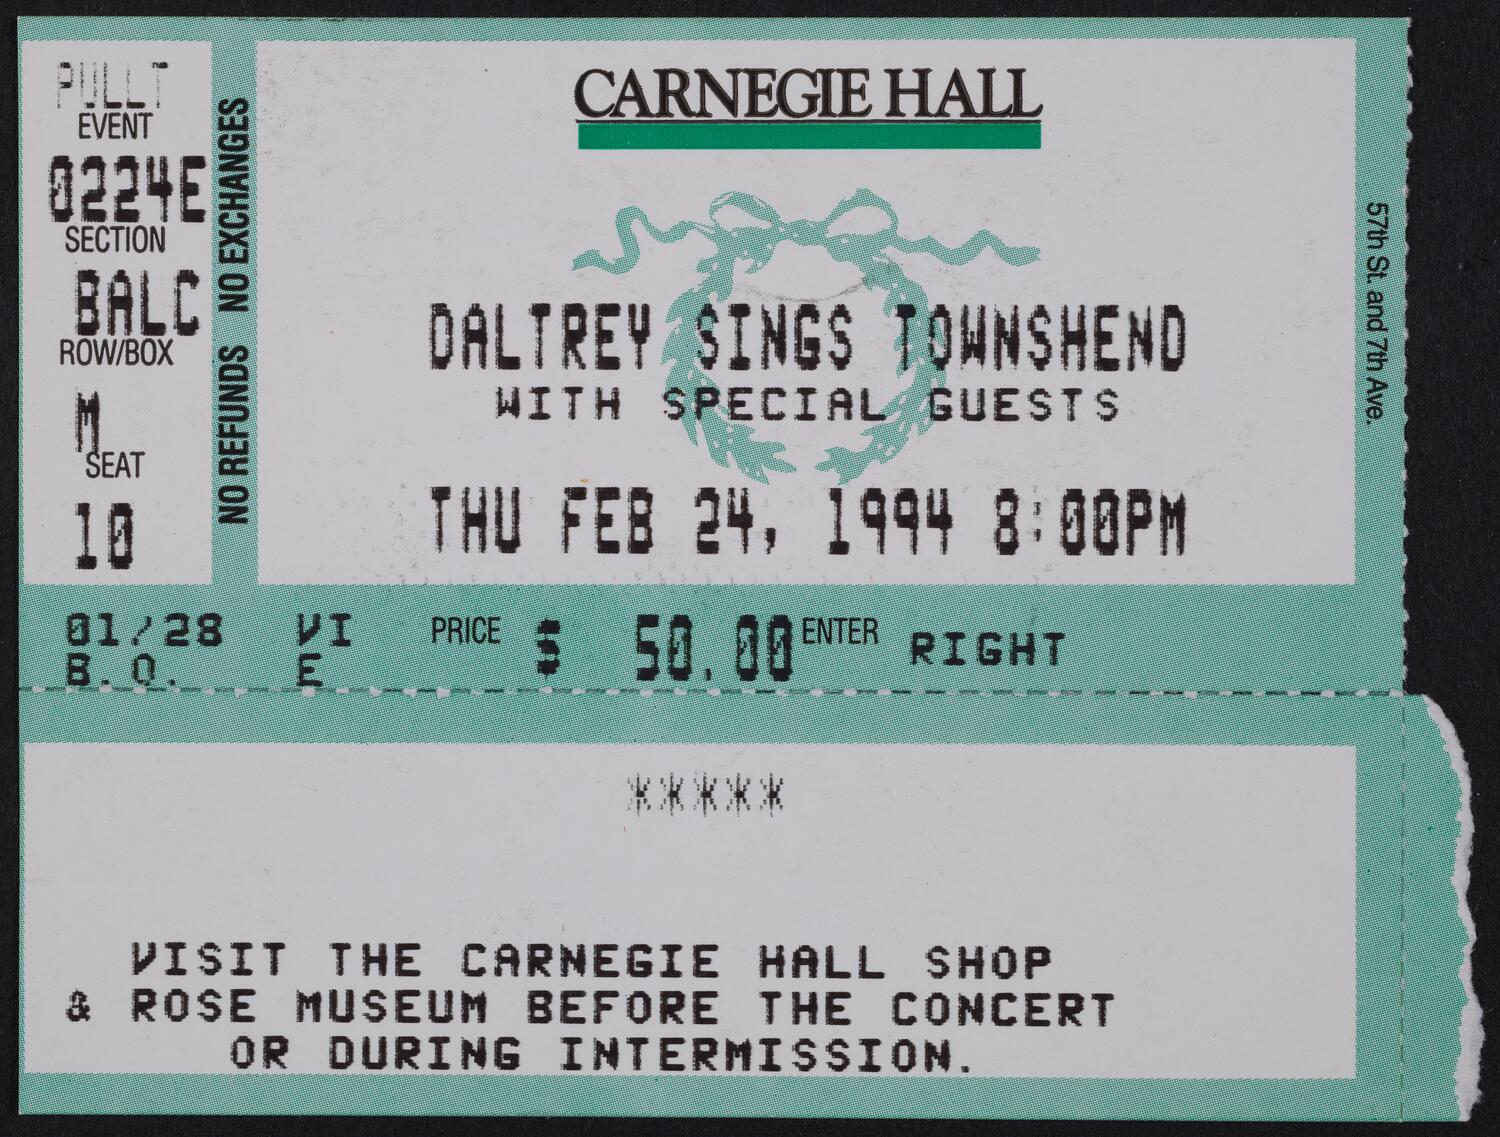 PULLT
EVENT
0224E
SECTION
BALC
ROW/BOX
M
SEAT
10
NO REFUNDS NO EXCHANGES
CARNEGIE HALL
DALTREY SINGS TOWNSHEND
WITH SPECIAL GUESTS
THU FEB 24, 1994 8:00PM
57th St. and 7th Ave.
01/28 VI PRICE $ 50.00 ENTER RIGHT
B.O. E
*****
VISIT THE CARNEGIE HALL SHOP
& ROSE MUSEUM BEFORE THE CONCERT
OR DURING INTERMISSION.